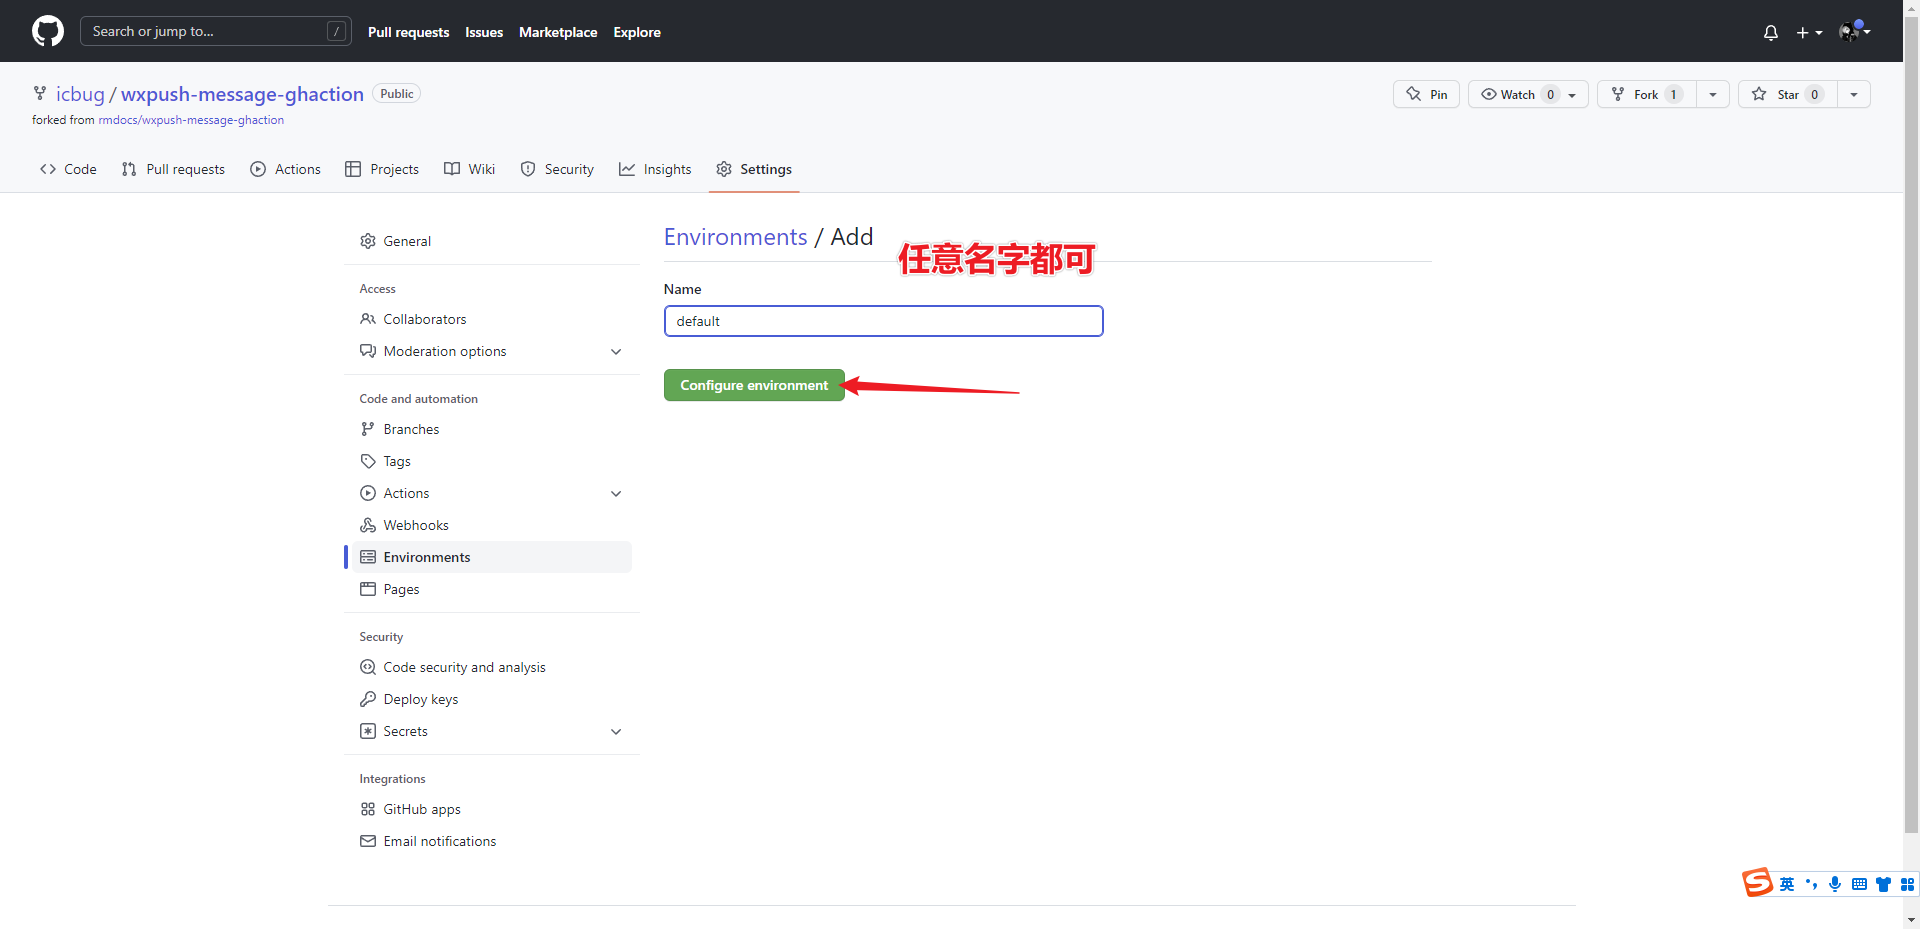 Search or jump to... /
Pull requests Issues Marketplace Explore
icbug / wxpush-message-ghaction Public
forked from rmdocs/wxpush-message-ghaction
Pin Watch 0 Fork 1 Star 0
Code Pull requests Actions Projects Wiki Security Insights Settings
General
Access
Collaborators
Moderation options
Code and automation
Branches
Tags
Actions
Webhooks
Environments
Pages
Security
Code security and analysis
Deploy keys
Secrets
Integrations
GitHub apps
Email notifications
Environments / Add
任意名字都可
Name
default
Configure environment
S 英